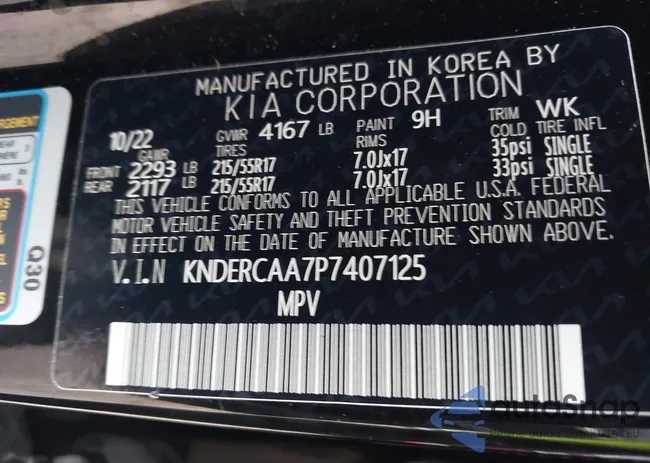 MANUFACTURED IN KOREA BY
KIA CORPORATION
10/22 GVWR 4167 LB PAINT 9H TRIM WK
GAWR TIRES RIMS COLD TIRE INFL
FRONT 2293 LB 215/55R17 7.0Jx17 35psi SINGLE
REAR 2117 LB 215/55R17 7.0Jx17 33psi SINGLE
THIS VEHICLE CONFORMS TO ALL APPLICABLE U.S.A. FEDERAL
MOTOR VEHICLE SAFETY AND THEFT PREVENTION STANDARDS
IN EFFECT ON THE DATE OF MANUFACTURE SHOWN ABOVE.
V.I.N KNDERCAA7P7407125
MPV
Q30
autoSnap